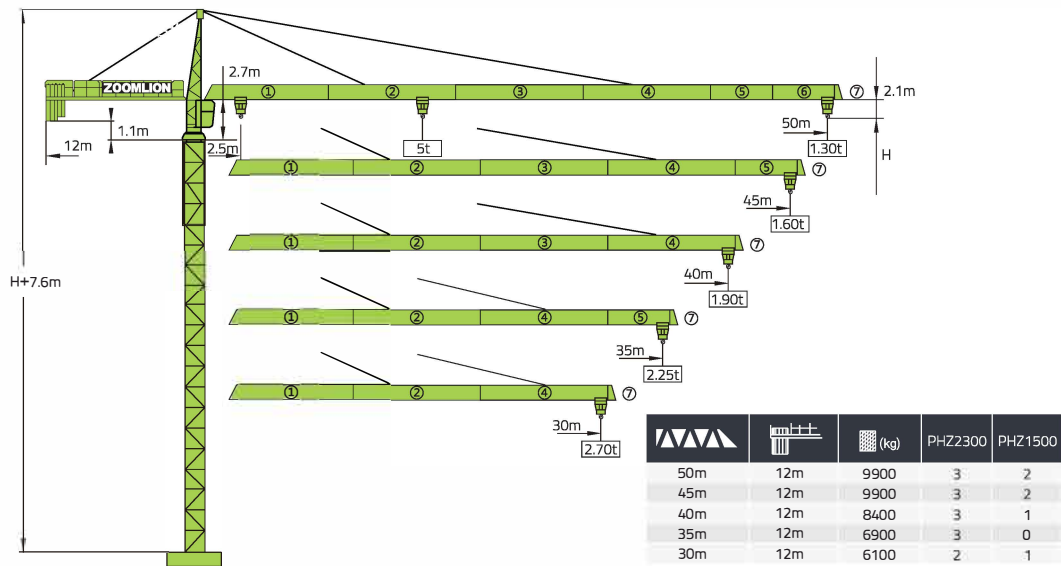 ZOOMLION
2.7m
① ② ③ ④ ⑤ ⑥ ⑦
2.1m
1.1m
12m
2.5m
5t
50m
1.30t
H
① ② ③ ④ ⑤ ⑦
45m
1.60t
① ② ③ ④ ⑦
40m
1.90t
H+7.6m
① ② ④ ⑤ ⑦
35m
2.25t
① ② ④ ⑦
30m
2.70t
(kg) PHZ2300 PHZ1500
50m 12m 9900 3 2
45m 12m 9900 3 2
40m 12m 8400 3 1
35m 12m 6900 3 0
30m 12m 6100 2 1